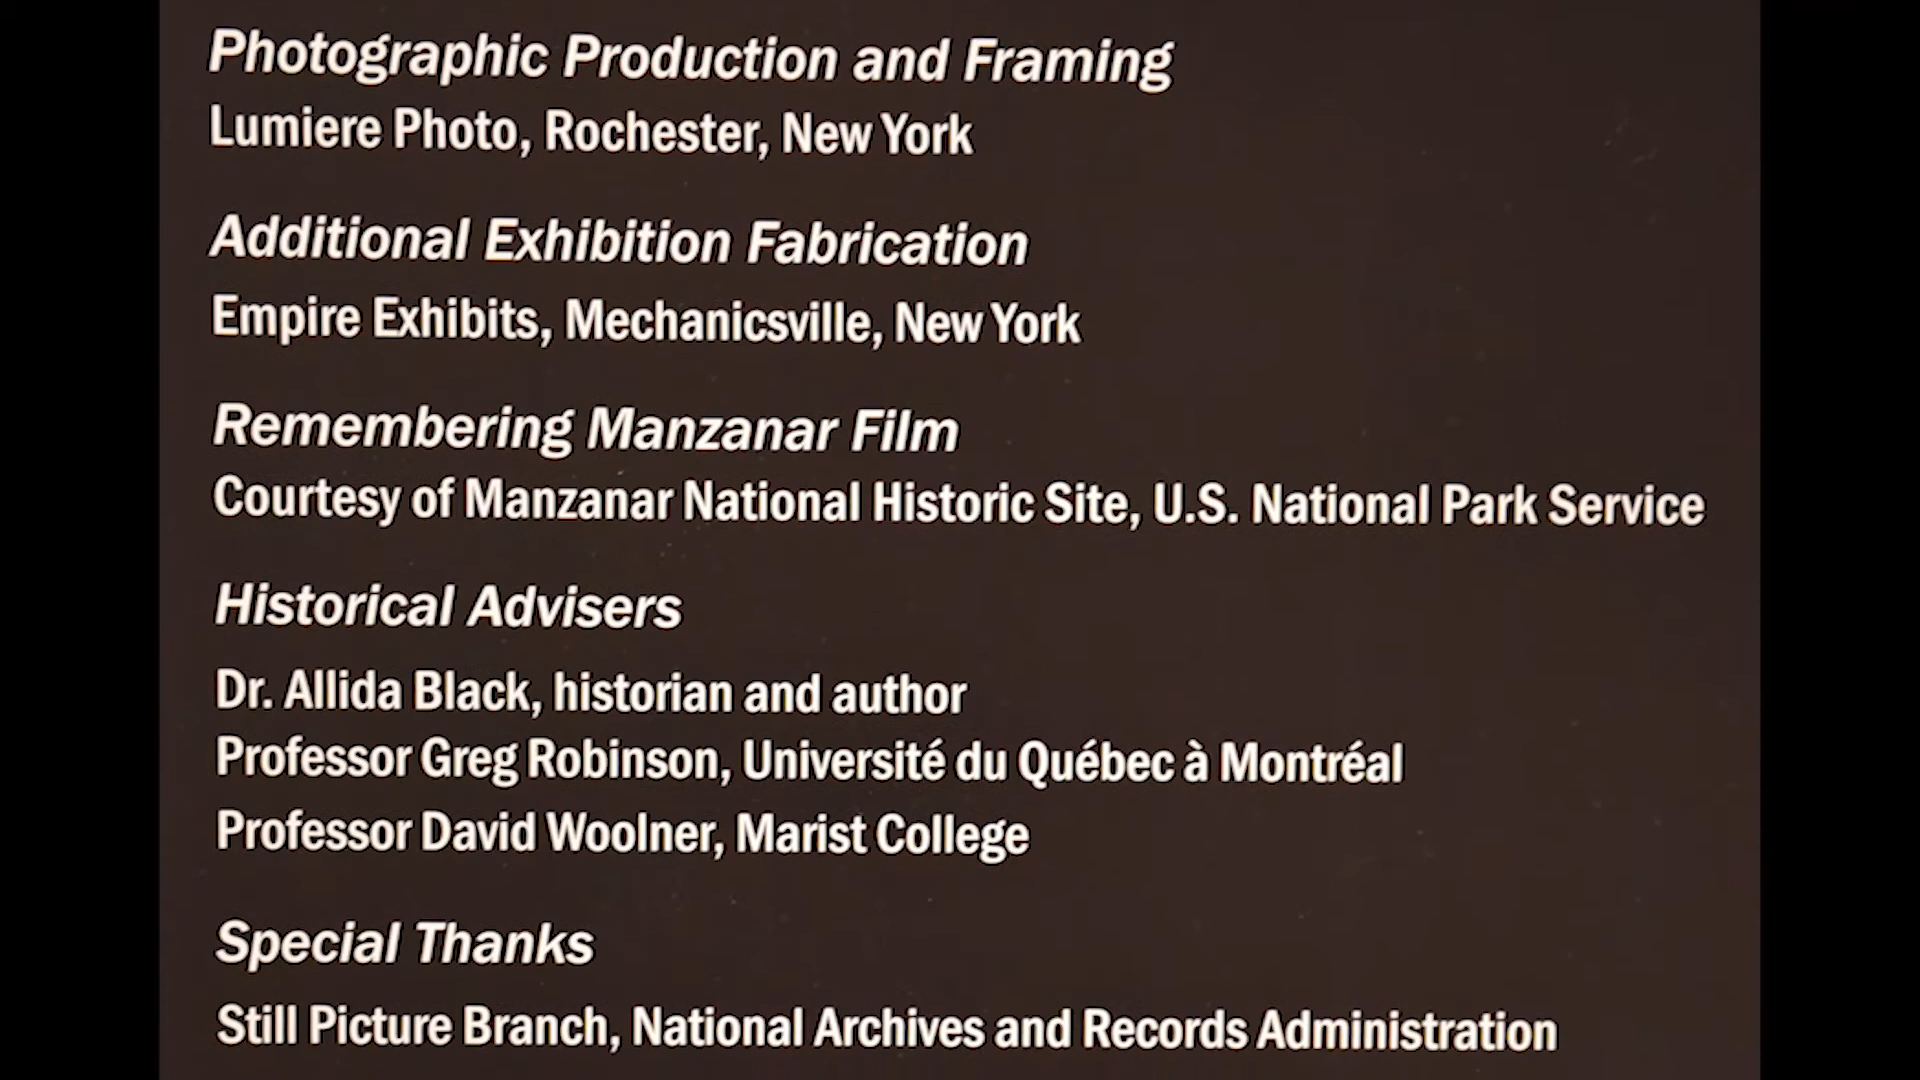 Photographic Production and Framing
Lumiere Photo, Rochester, New York
Additional Exhibition Fabrication
Empire Exhibits, Mechanicsville, New York
Remembering Manzanar Film
Courtesy of Manzanar National Historic Site, U.S. National Park Service
Historical Advisers
Dr. Allida Black, historian and author
Professor Greg Robinson, Université du Québec à Montréal
Professor David Woolner, Marist College
Special Thanks
Still Picture Branch, National Archives and Records Administration